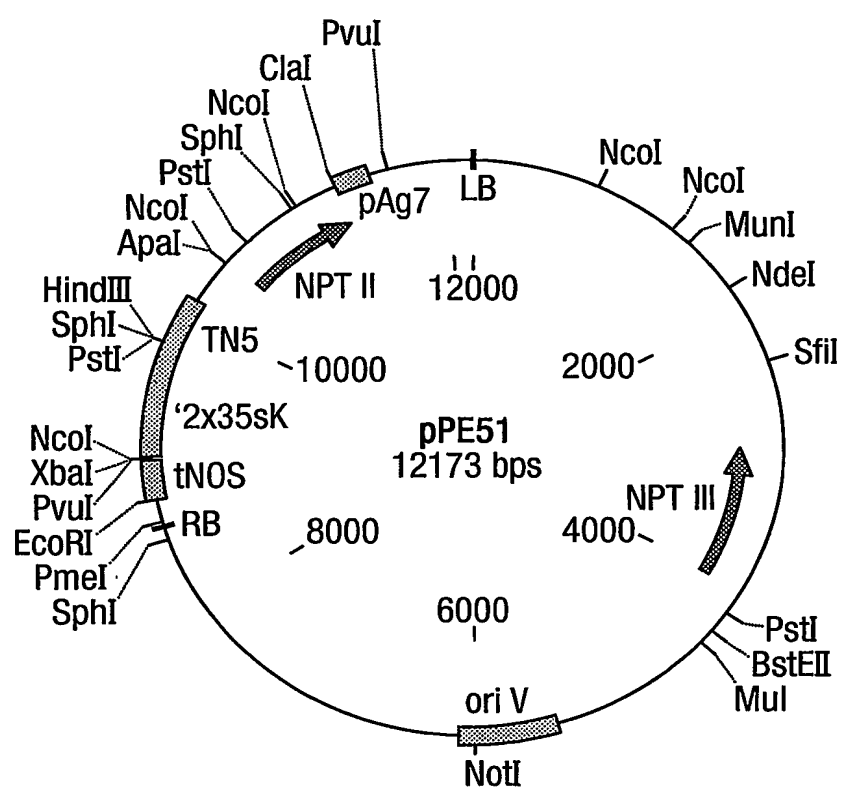 PvuI
ClaI
NcoI
SphI
PstI
NcoI
ApaI
HindIII
SphI
PstI
NcoI
XbaI
PvuI
EcoRI
PmeI
SphI
pAg7
LB
NcoI
NcoI
MunI
NdeI
SfiI
NPT II
12000
TN5
10000
2000
'2x35sK
pPE51
12173 bps
tNOS
NPT III
RB
8000
4000
6000
PstI
BstEII
MuI
ori V
NotI